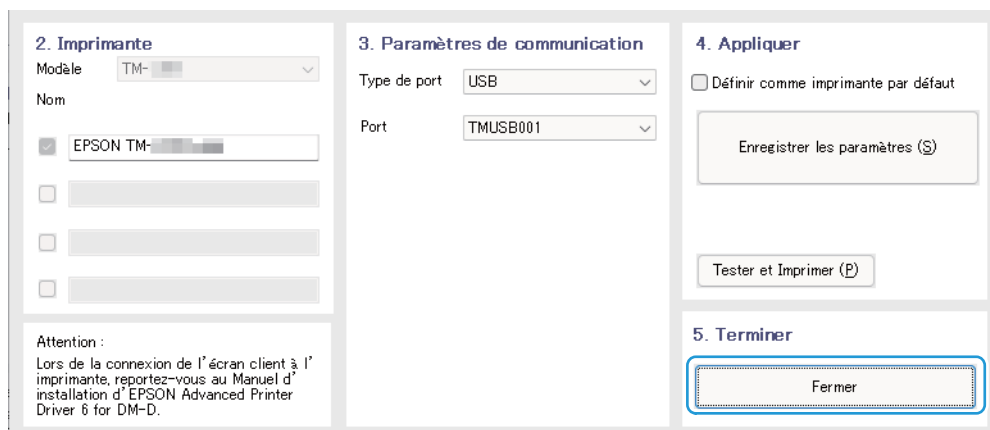 2. Imprimante
Modèle
TM-
Nom
EPSON TM-
Attention :
Lors de la connexion de l'écran client à l'
imprimante, reportez-vous au Manuel d'
installation d'EPSON Advanced Printer
Driver 6 for DM-D.
3. Paramètres de communication
Type de port
USB
Port
TMUSB001
4. Appliquer
Définir comme imprimante par défaut
Enregistrer les paramètres (S)
Tester et Imprimer (P)
5. Terminer
Fermer